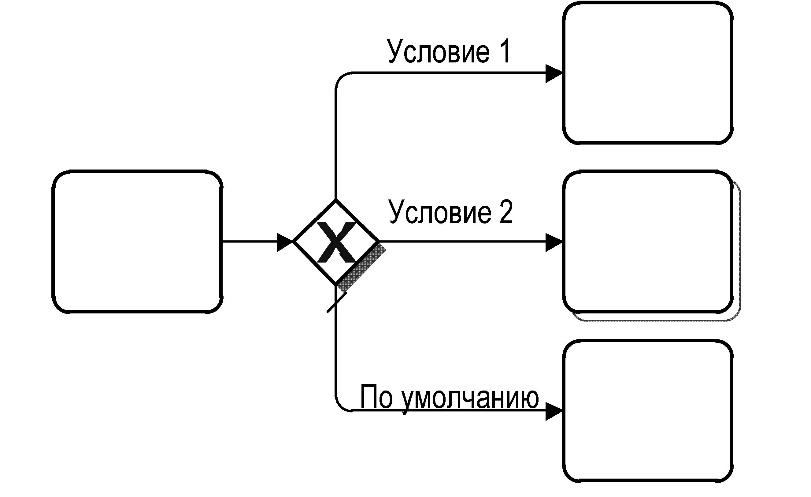 Условие 1
Условие 2
X
По умолчанию